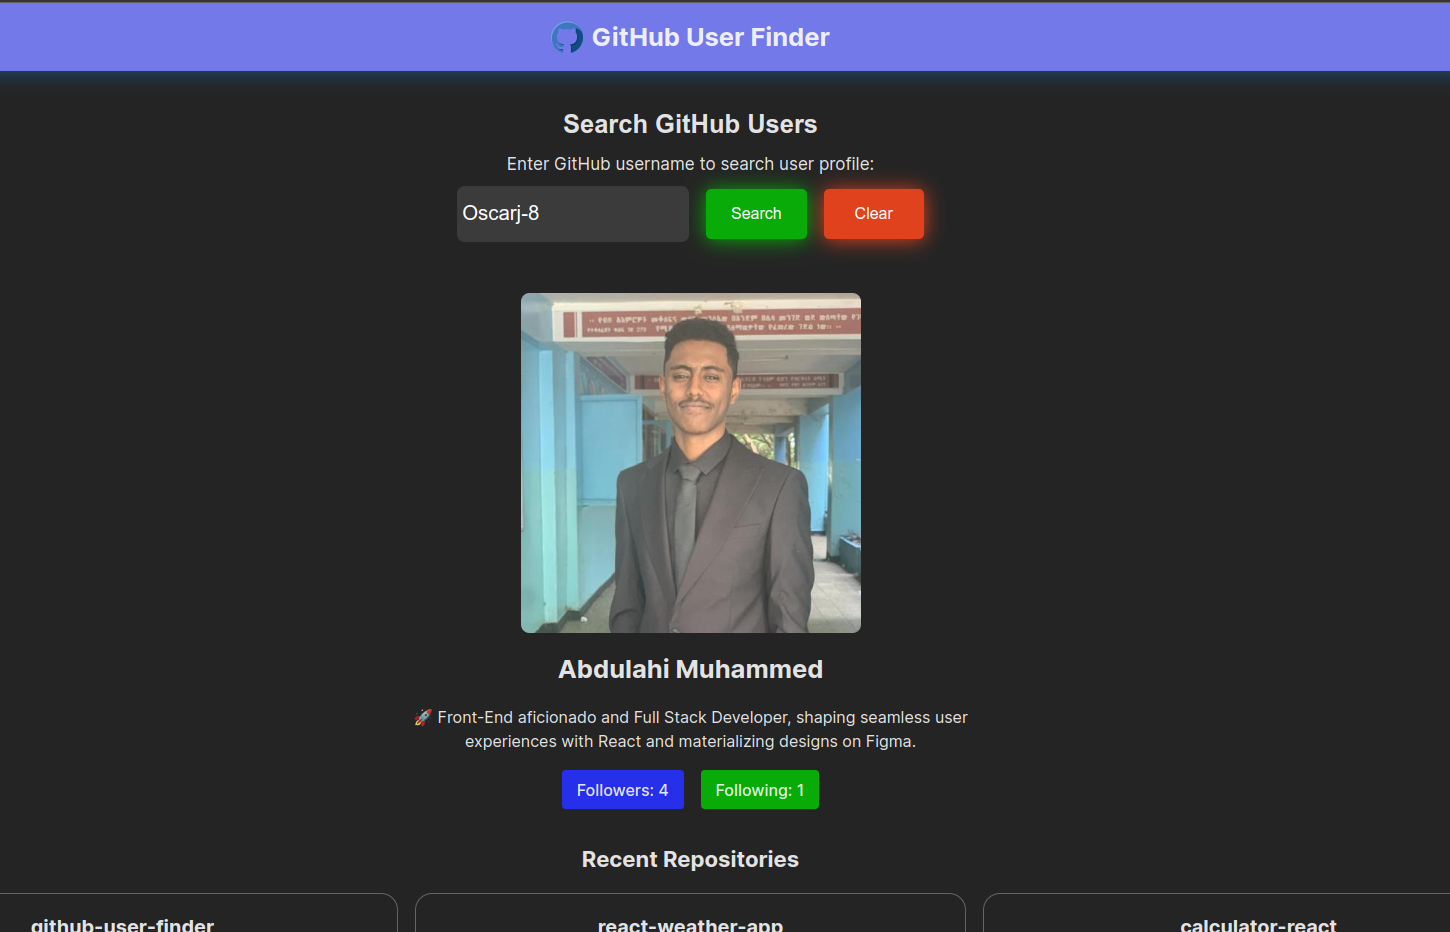 GitHub User Finder
Search GitHub Users
Enter GitHub username to search user profile:
Oscarj-8
Search
Clear
Abdulahi Muhammed
🚀 Front-End aficionado and Full Stack Developer, shaping seamless user
experiences with React and materializing designs on Figma.
Followers: 4
Following: 1
Recent Repositories
github-user-finder
react-weather-app
calculator-react